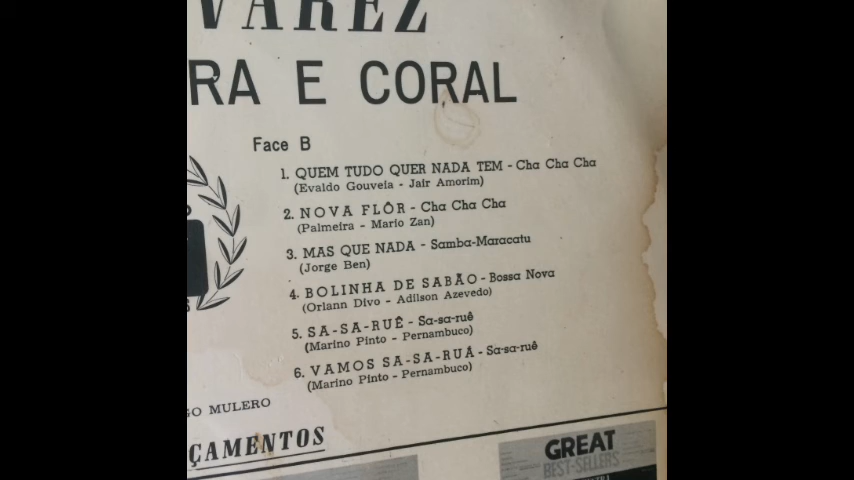 VAREZ
RA E CORAL
Face B
1. QUEM TUDO QUER NADA TEM - Cha Cha Cha
(Evaldo Gouveia - Jair Amorim)
2. NOVA FLÔR - Cha Cha Cha
(Palmeira - Mario Zan)
3. MAS QUE NADA - Samba-Maracatu
(Jorge Ben)
4. BOLINHA DE SABÃO - Bossa Nova
(Orlann Divo - Adilson Azevedo)
5. SA-SA-RUÊ - Sa-sa-ruê
(Marino Pinto - Pernambuco)
6. VAMOS SA-SA-RUÁ - Sa-sa-ruê
(Marino Pinto - Pernambuco)
GO MULERO
ÇAMENTOS
GREAT
BEST-SELLERS